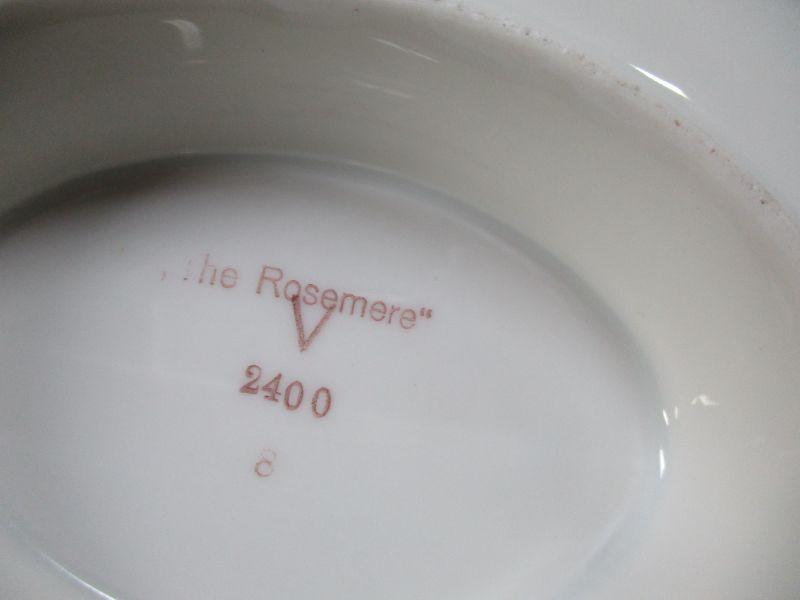 „The Rosemere“
V
2400
8